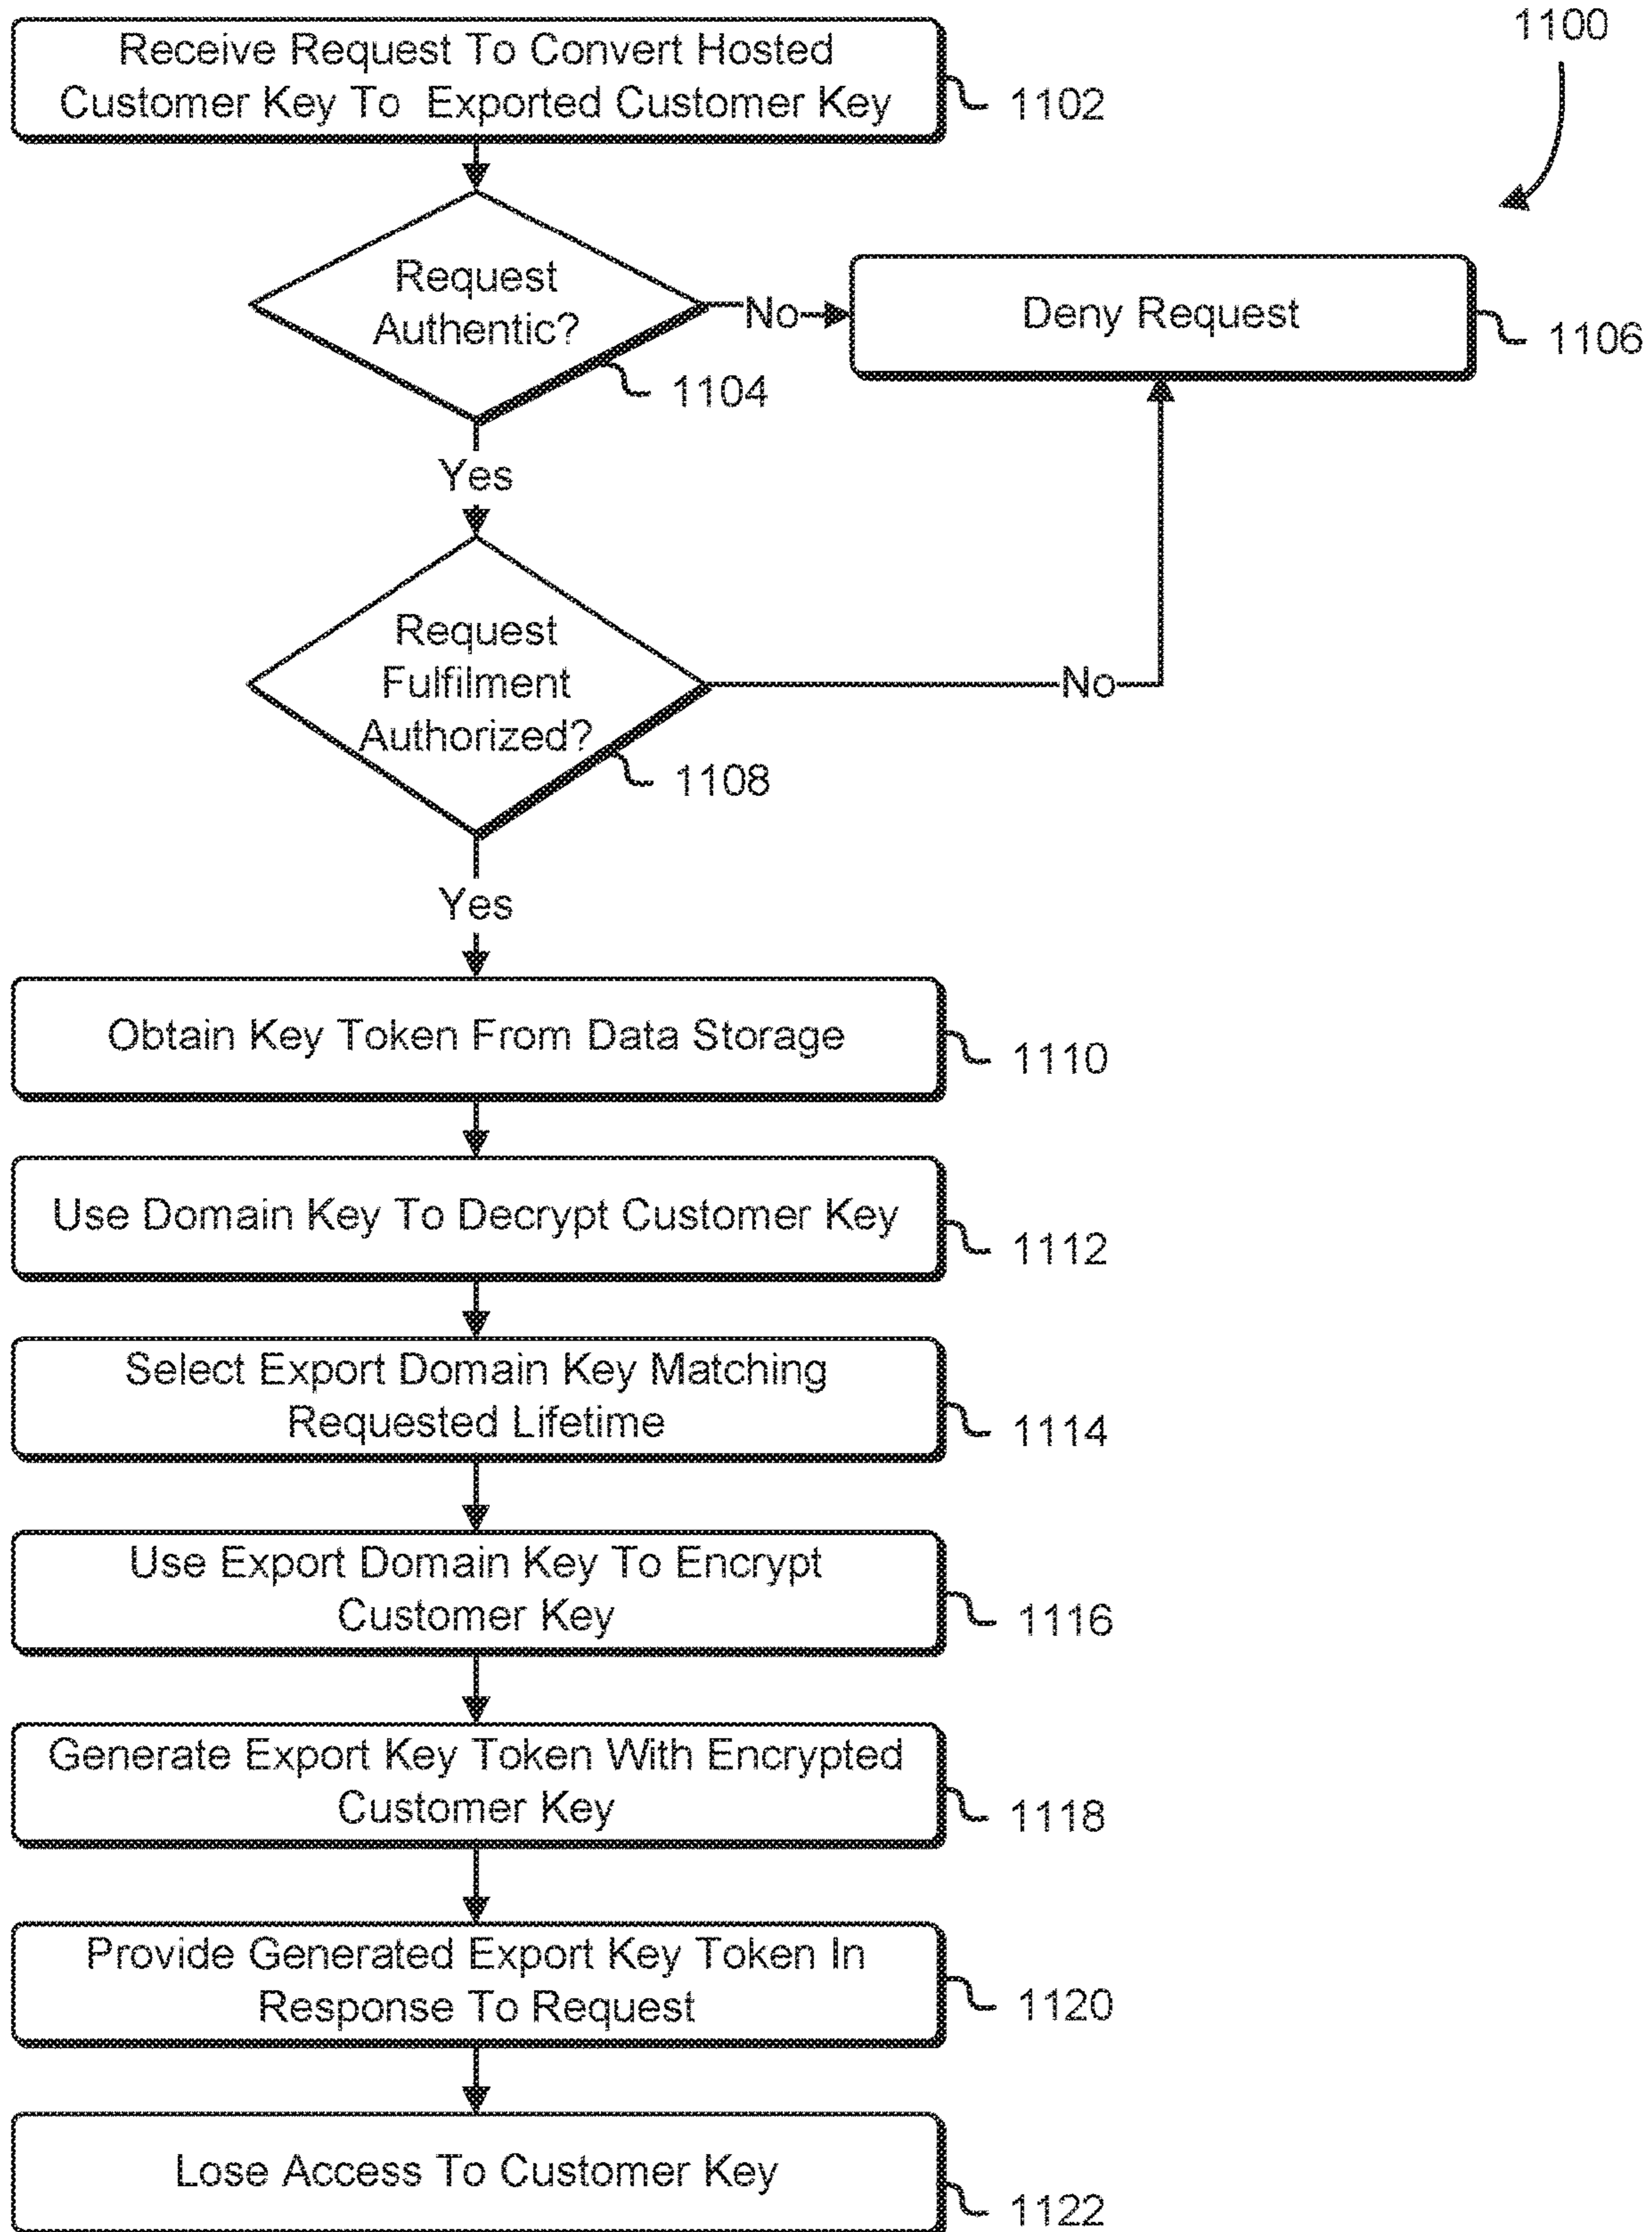 1100
Receive Request To Convert Hosted
Customer Key To Exported Customer Key
1102
Request
Authentic?
1104
No
Deny Request
1106
Yes
Request
Fulfilment
Authorized?
1108
No
Yes
Obtain Key Token From Data Storage
1110
Use Domain Key To Decrypt Customer Key
1112
Select Export Domain Key Matching
Requested Lifetime
1114
Use Export Domain Key To Encrypt
Customer Key
1116
Generate Export Key Token With Encrypted
Customer Key
1118
Provide Generated Export Key Token In
Response To Request
1120
Lose Access To Customer Key
1122